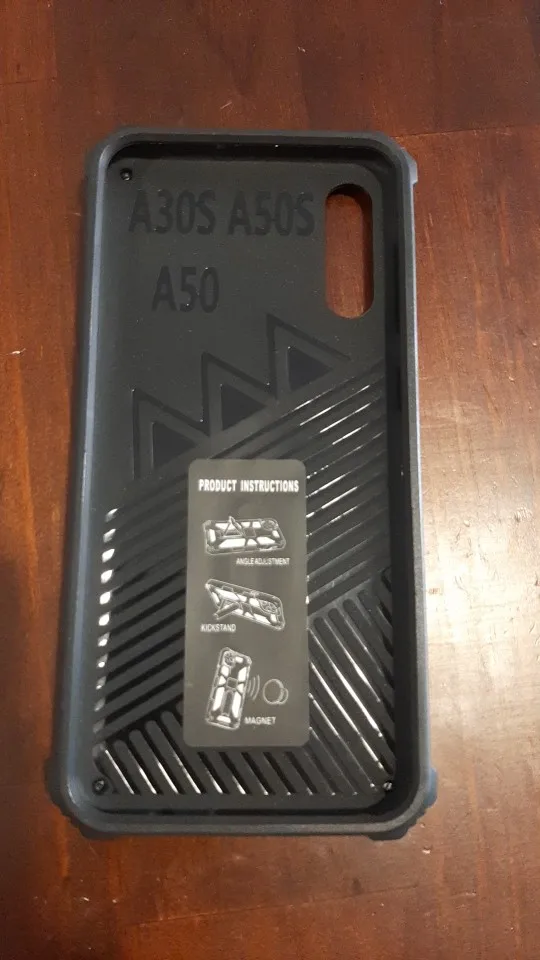 A30S A50S
A50
PRODUCT INSTRUCTIONS
ANGLE ADJUSTMENT
KICKSTAND
MAGNET